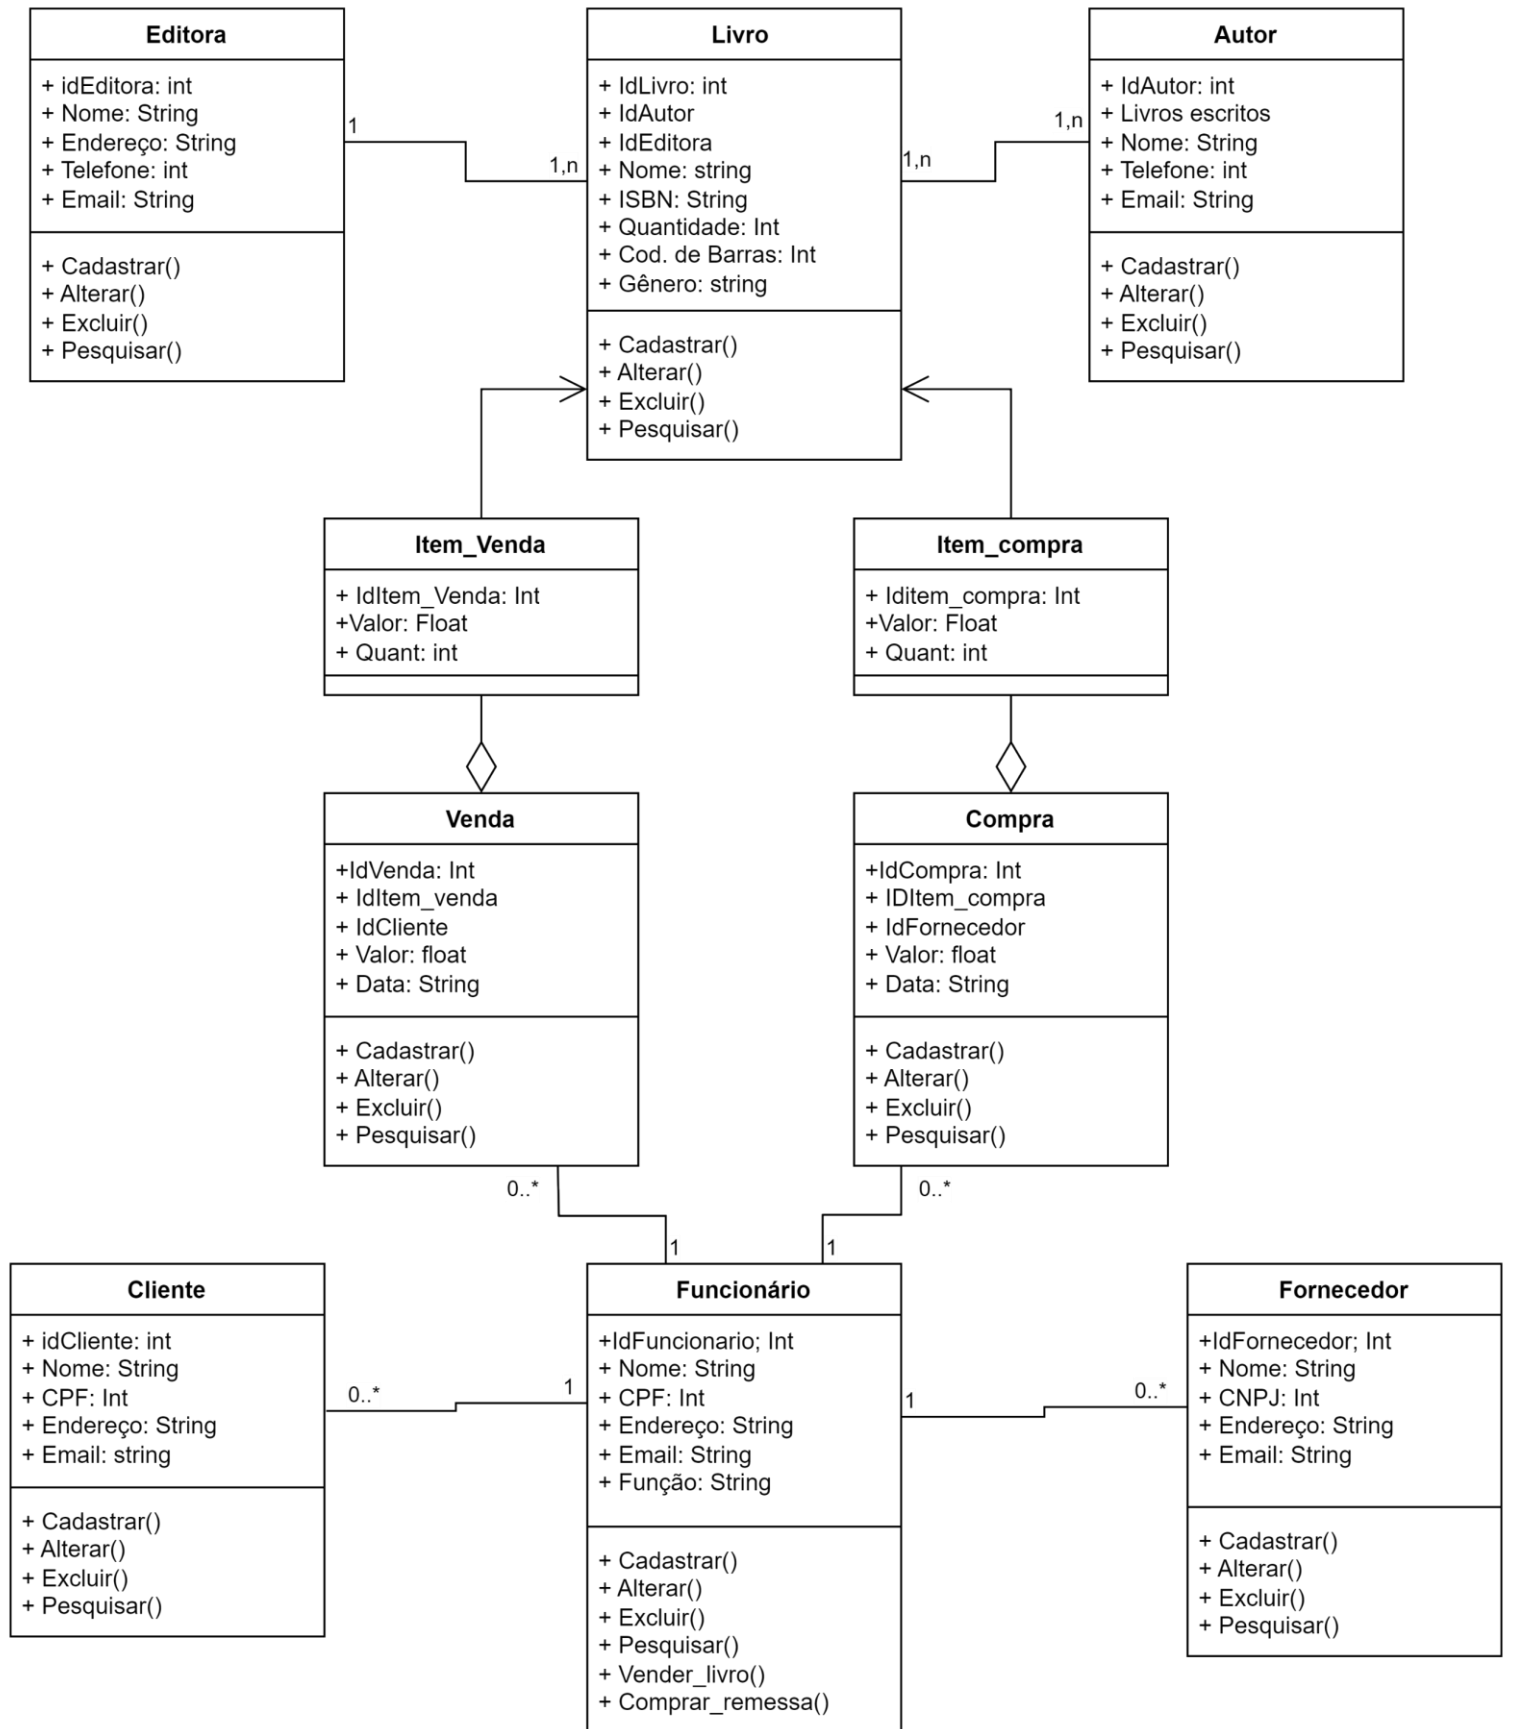 Editora
+ idEditora: int
+ Nome: String
+ Endereço: String
+ Telefone: int
+ Email: String
+ Cadastrar()
+ Alterar()
+ Excluir()
+ Pesquisar()
1
1,n
Livro
+ IdLivro: int
+ IdAutor
+ IdEditora
+ Nome: string
+ ISBN: String
+ Quantidade: Int
+ Cod. de Barras: Int
+ Gênero: string
+ Cadastrar()
+ Alterar()
+ Excluir()
+ Pesquisar()
1,n
1,n
Autor
+ IdAutor: int
+ Livros escritos
+ Nome: String
+ Telefone: int
+ Email: String
+ Cadastrar()
+ Alterar()
+ Excluir()
+ Pesquisar()
Item_Venda
+ IdItem_Venda: Int
+Valor: Float
+ Quant: int
Item_compra
+ Iditem_compra: Int
+Valor: Float
+ Quant: int
Venda
+IdVenda: Int
+ IdItem_venda
+ IdCliente
+ Valor: float
+ Data: String
+ Cadastrar()
+ Alterar()
+ Excluir()
+ Pesquisar()
Compra
+IdCompra: Int
+ IDItem_compra
+ IdFornecedor
+ Valor: float
+ Data: String
+ Cadastrar()
+ Alterar()
+ Excluir()
+ Pesquisar()
0..*
0..*
1
1
Cliente
+ idCliente: int
+ Nome: String
+ CPF: Int
+ Endereço: String
+ Email: string
+ Cadastrar()
+ Alterar()
+ Excluir()
+ Pesquisar()
0..*
1
Funcionário
+IdFuncionario; Int
+ Nome: String
+ CPF: Int
+ Endereço: String
+ Email: String
+ Função: String
+ Cadastrar()
+ Alterar()
+ Excluir()
+ Pesquisar()
+ Vender_livro()
+ Comprar_remessa()
1
0..*
Fornecedor
+IdFornecedor; Int
+ Nome: String
+ CNPJ: Int
+ Endereço: String
+ Email: String
+ Cadastrar()
+ Alterar()
+ Excluir()
+ Pesquisar()